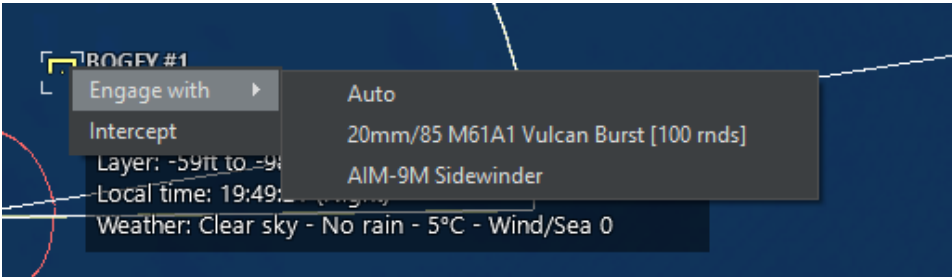 BOGEY #1
Engage with
Auto
20mm/85 M61A1 Vulcan Burst [100 rnds]
Intercept
AIM-9M Sidewinder
Layer: -59ft to
Local time: 19:49:
Weather: Clear sky - No rain - 5°C - Wind/Sea 0